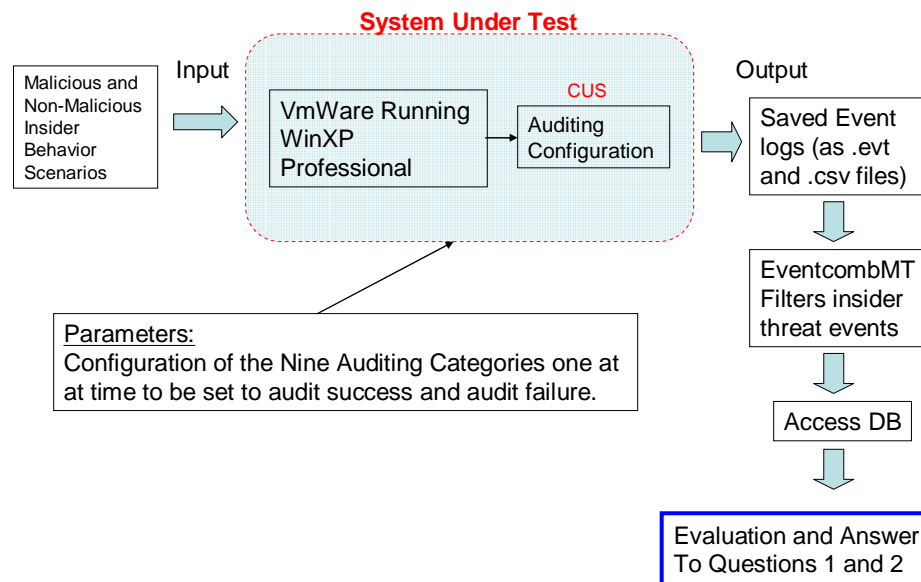 System Under Test
Input
Output
Malicious and
Non-Malicious
Insider
Behavior
Scenarios
VmWare Running
WinXP
Professional
CUS
Auditing
Configuration
Saved Event
logs (as .evt
and .csv files)
EventcombMT
Filters insider
threat events
Parameters:
Configuration of the Nine Auditing Categories one at
at time to be set to audit success and audit failure.
Access DB
Evaluation and Answer
To Questions 1 and 2